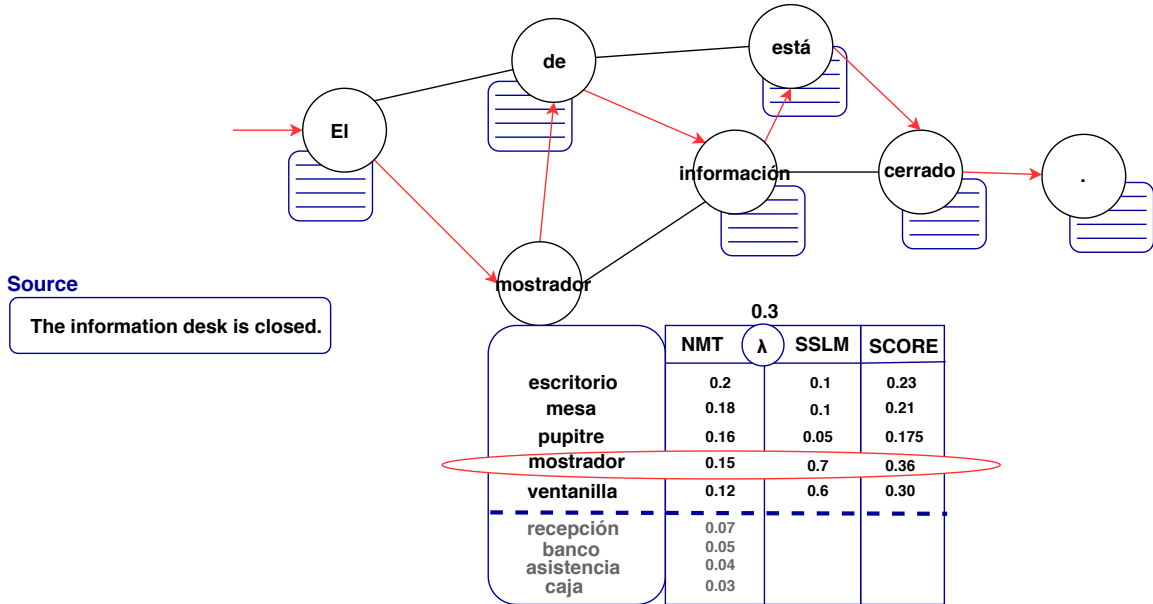 El
de
está
información
cerrado
.
mostrador
Source
The information desk is closed.
0.3
NMT λ SSLM SCORE
escritorio 0.2 0.1 0.23
mesa 0.18 0.1 0.21
pupitre 0.16 0.05 0.175
mostrador 0.15 0.7 0.36
ventanilla 0.12 0.6 0.30
recepción 0.07
banco 0.05
asistencia 0.04
caja 0.03